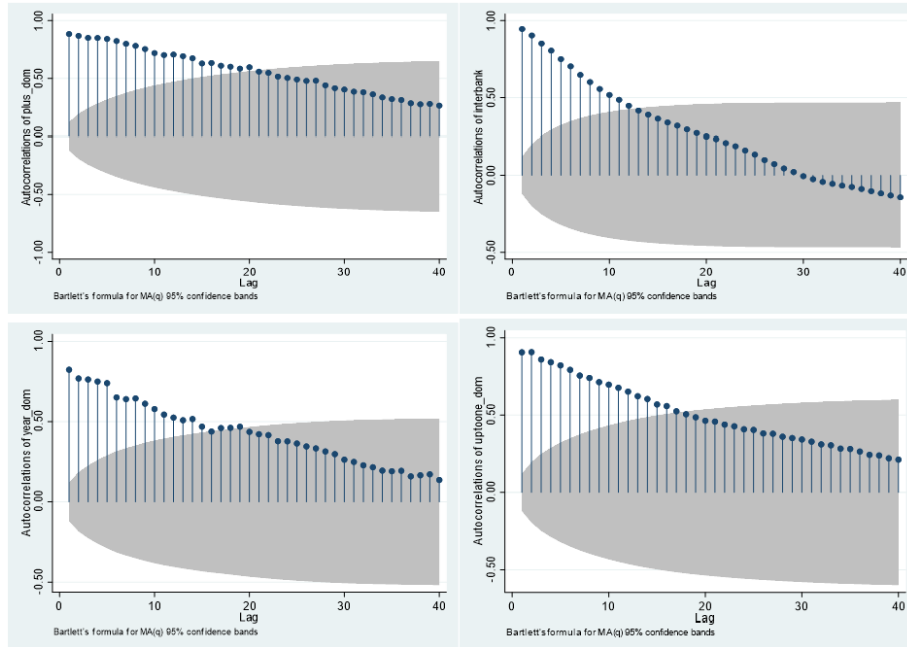 Autocorrelations of plus_dom
1.00
0.50
0.00
-0.50
-1.00
0 10 20 30 40
Lag
Bartlett's formula for MA(q) 95% confidence bands
Autocorrelations of interbank
1.00
0.50
0.00
-0.50
0 10 20 30 40
Lag
Bartlett's formula for MA(q) 95% confidence bands
Autocorrelations of year_dom
1.00
0.50
0.00
-0.50
0 10 20 30 40
Lag
Bartlett's formula for MA(q) 95% confidence bands
Autocorrelations of uptoone_dom
1.00
0.50
0.00
-0.50
0 10 20 30 40
Lag
Bartlett's formula for MA(q) 95% confidence bands